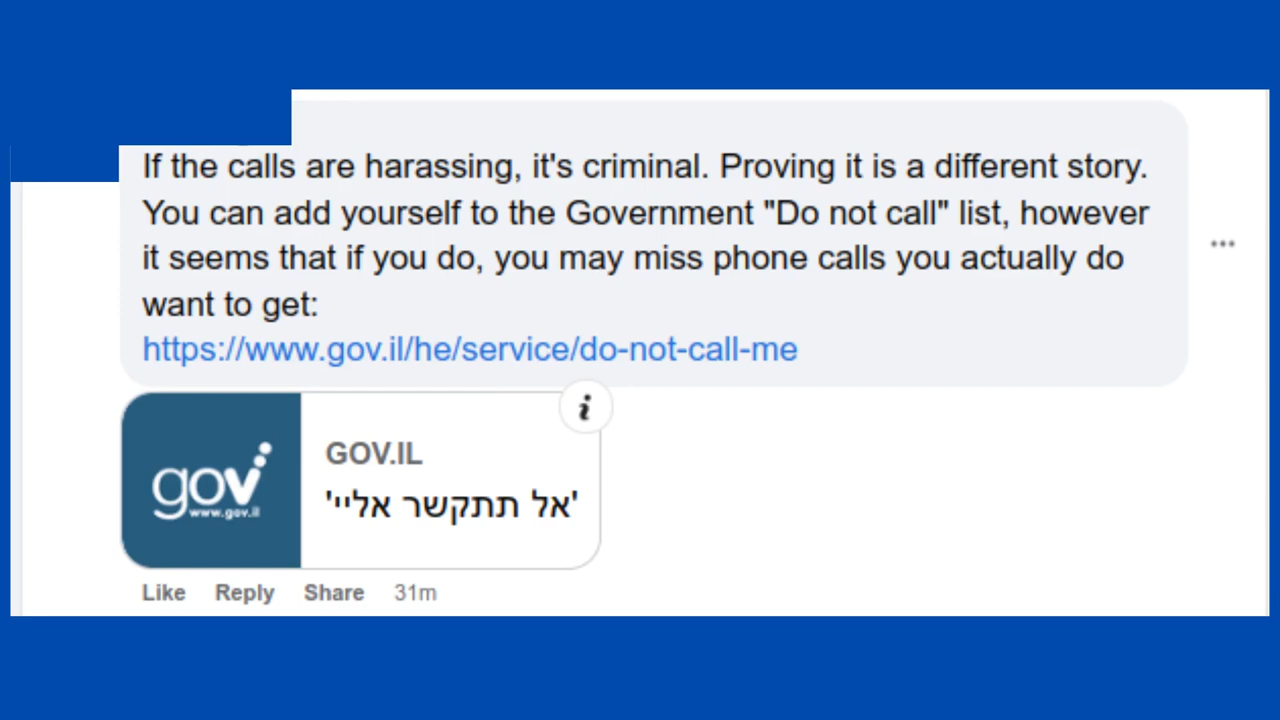 If the calls are harassing, it's criminal. Proving it is a different story.
You can add yourself to the Government "Do not call" list, however
it seems that if you do, you may miss phone calls you actually do
want to get:
https://www.gov.il/he/service/do-not-call-me
gov
www.gov.il
GOV.IL
'אל תתקשר אליי'
Like Reply Share 31m